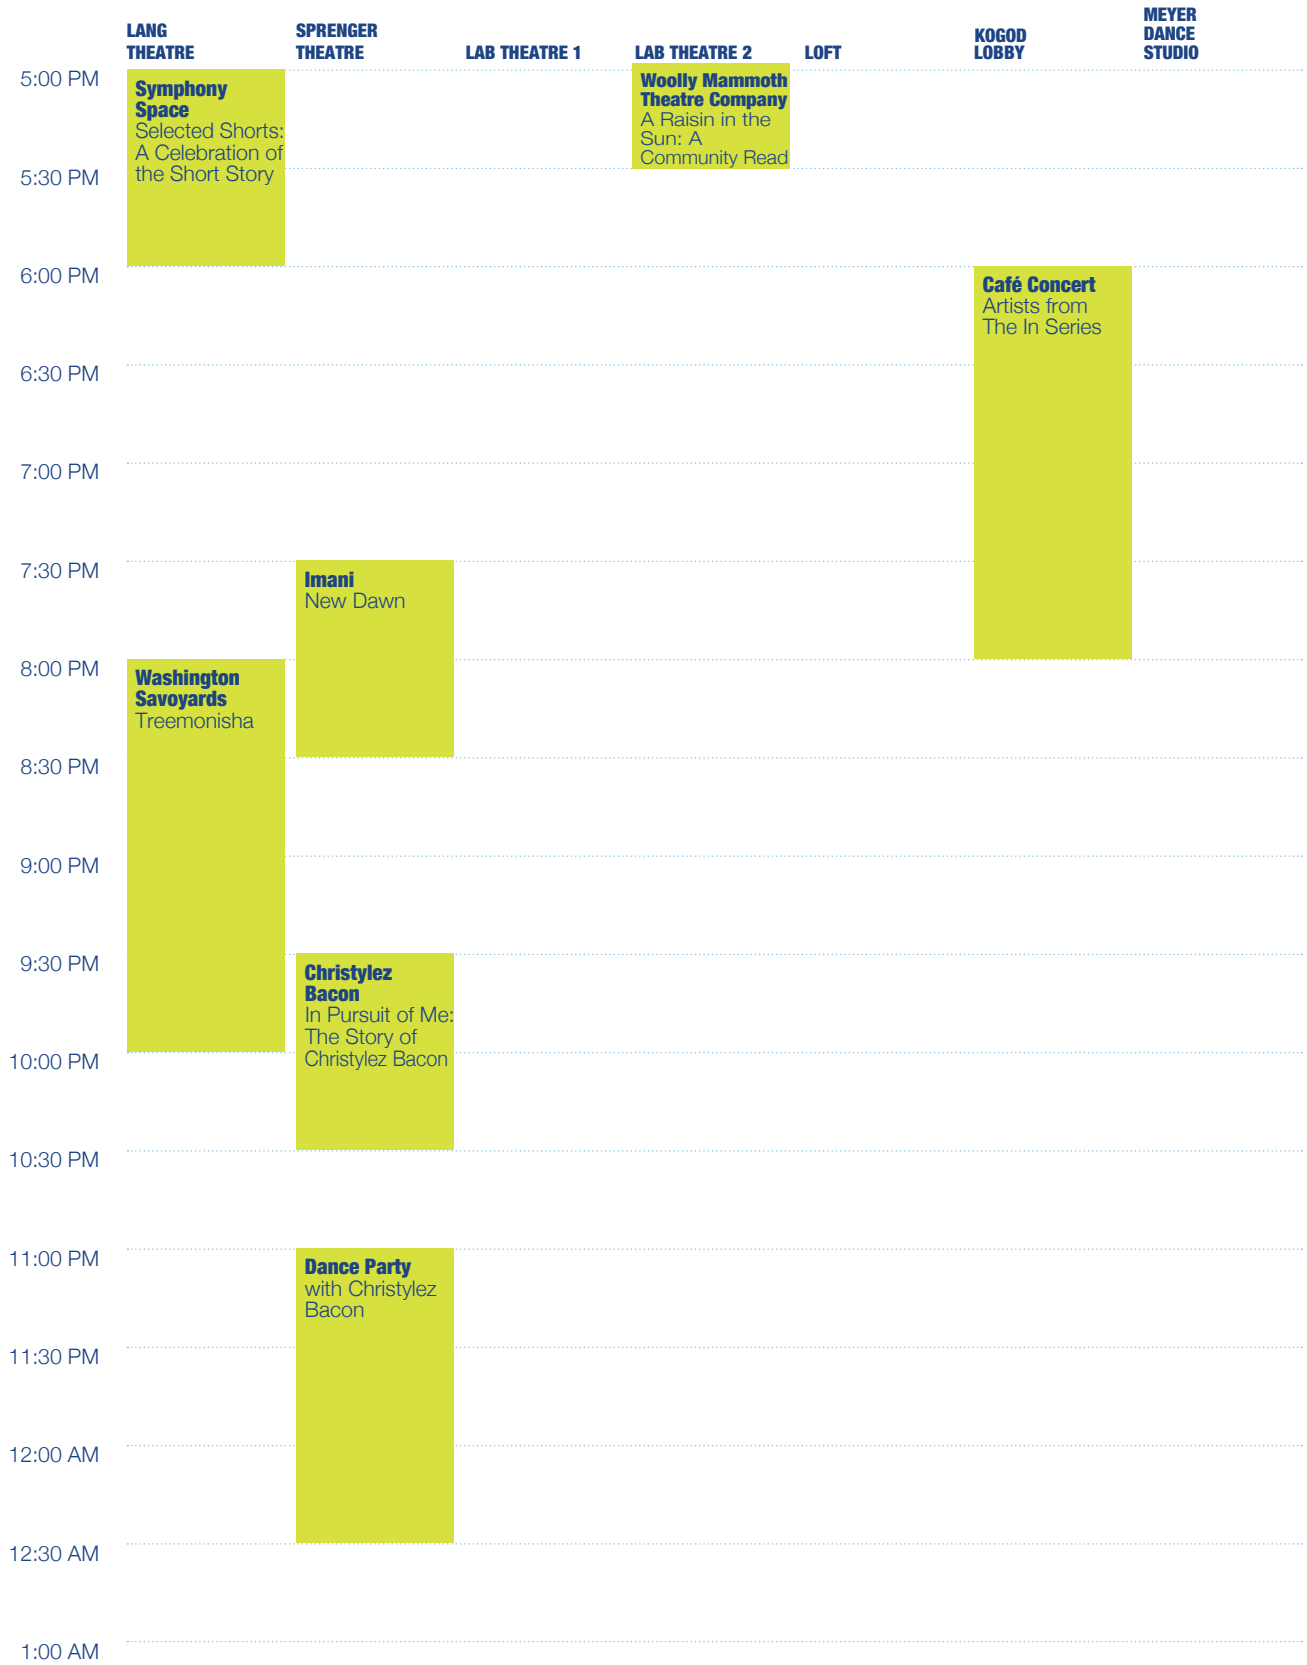 LANG
THEATRE
SPRENGER
THEATRE
LAB THEATRE 1
LAB THEATRE 2
LOFT
KOGOD
LOBBY
MEYER
DANCE
STUDIO
5:00 PM
Symphony
Space
Selected Shorts:
A Celebration of
the Short Story
Woolly Mammoth
Theatre Company
A Raisin in the
Sun: A
Community Read
5:30 PM
6:00 PM
Café Concert
Artists from
The In Series
6:30 PM
7:00 PM
7:30 PM
Imani
New Dawn
8:00 PM
Washington
Savoyards
Treemonisha
8:30 PM
9:00 PM
9:30 PM
Christylez
Bacon
In Pursuit of Me:
The Story of
Christylez Bacon
10:00 PM
10:30 PM
11:00 PM
Dance Party
with Christylez
Bacon
11:30 PM
12:00 AM
12:30 AM
1:00 AM